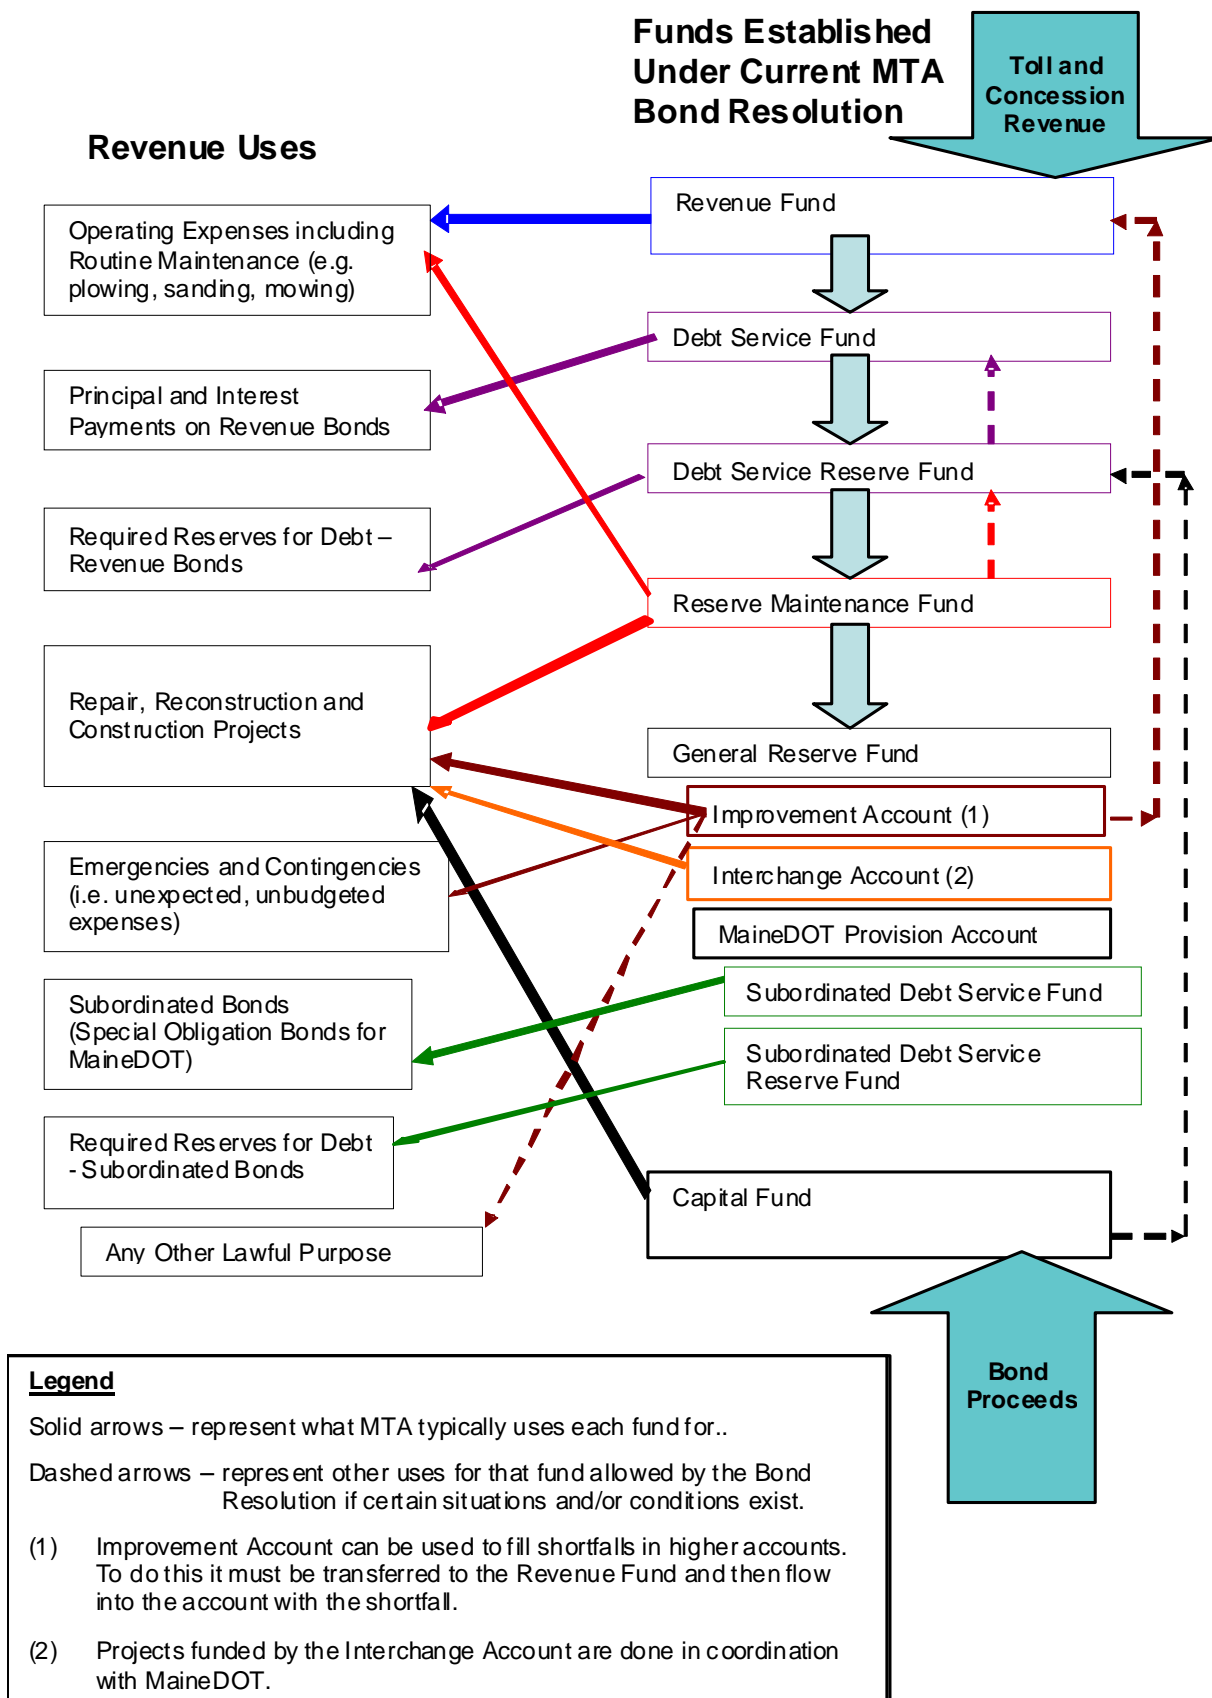 Funds Established
Under Current MTA
Bond Resolution
Toll and
Concession
Revenue
Revenue Uses
Revenue Fund
Operating Expenses including
Routine Maintenance (e.g.
plowing, sanding, mowing)
Debt Service Fund
Principal and Interest
Payments on Revenue Bonds
Debt Service Reserve Fund
Required Reserves for Debt –
Revenue Bonds
Reserve Maintenance Fund
Repair, Reconstruction and
Construction Projects
General Reserve Fund
Improvement Account (1)
Emergencies and Contingencies
(i.e. unexpected, unbudgeted
expenses)
Interchange Account (2)
MaineDOT Provision Account
Subordinated Bonds
(Special Obligation Bonds for
MaineDOT)
Subordinated Debt Service Fund
Subordinated Debt Service
Reserve Fund
Required Reserves for Debt
- Subordinated Bonds
Capital Fund
Any Other Lawful Purpose
Bond
Proceeds
Legend
Solid arrows – represent what MTA typically uses each fund for..
Dashed arrows – represent other uses for that fund allowed by the Bond
Resolution if certain situations and/or conditions exist.
(1) Improvement Account can be used to fill shortfalls in higher accounts.
To do this it must be transferred to the Revenue Fund and then flow
into the account with the shortfall.
(2) Projects funded by the Interchange Account are done in coordination
with MaineDOT.